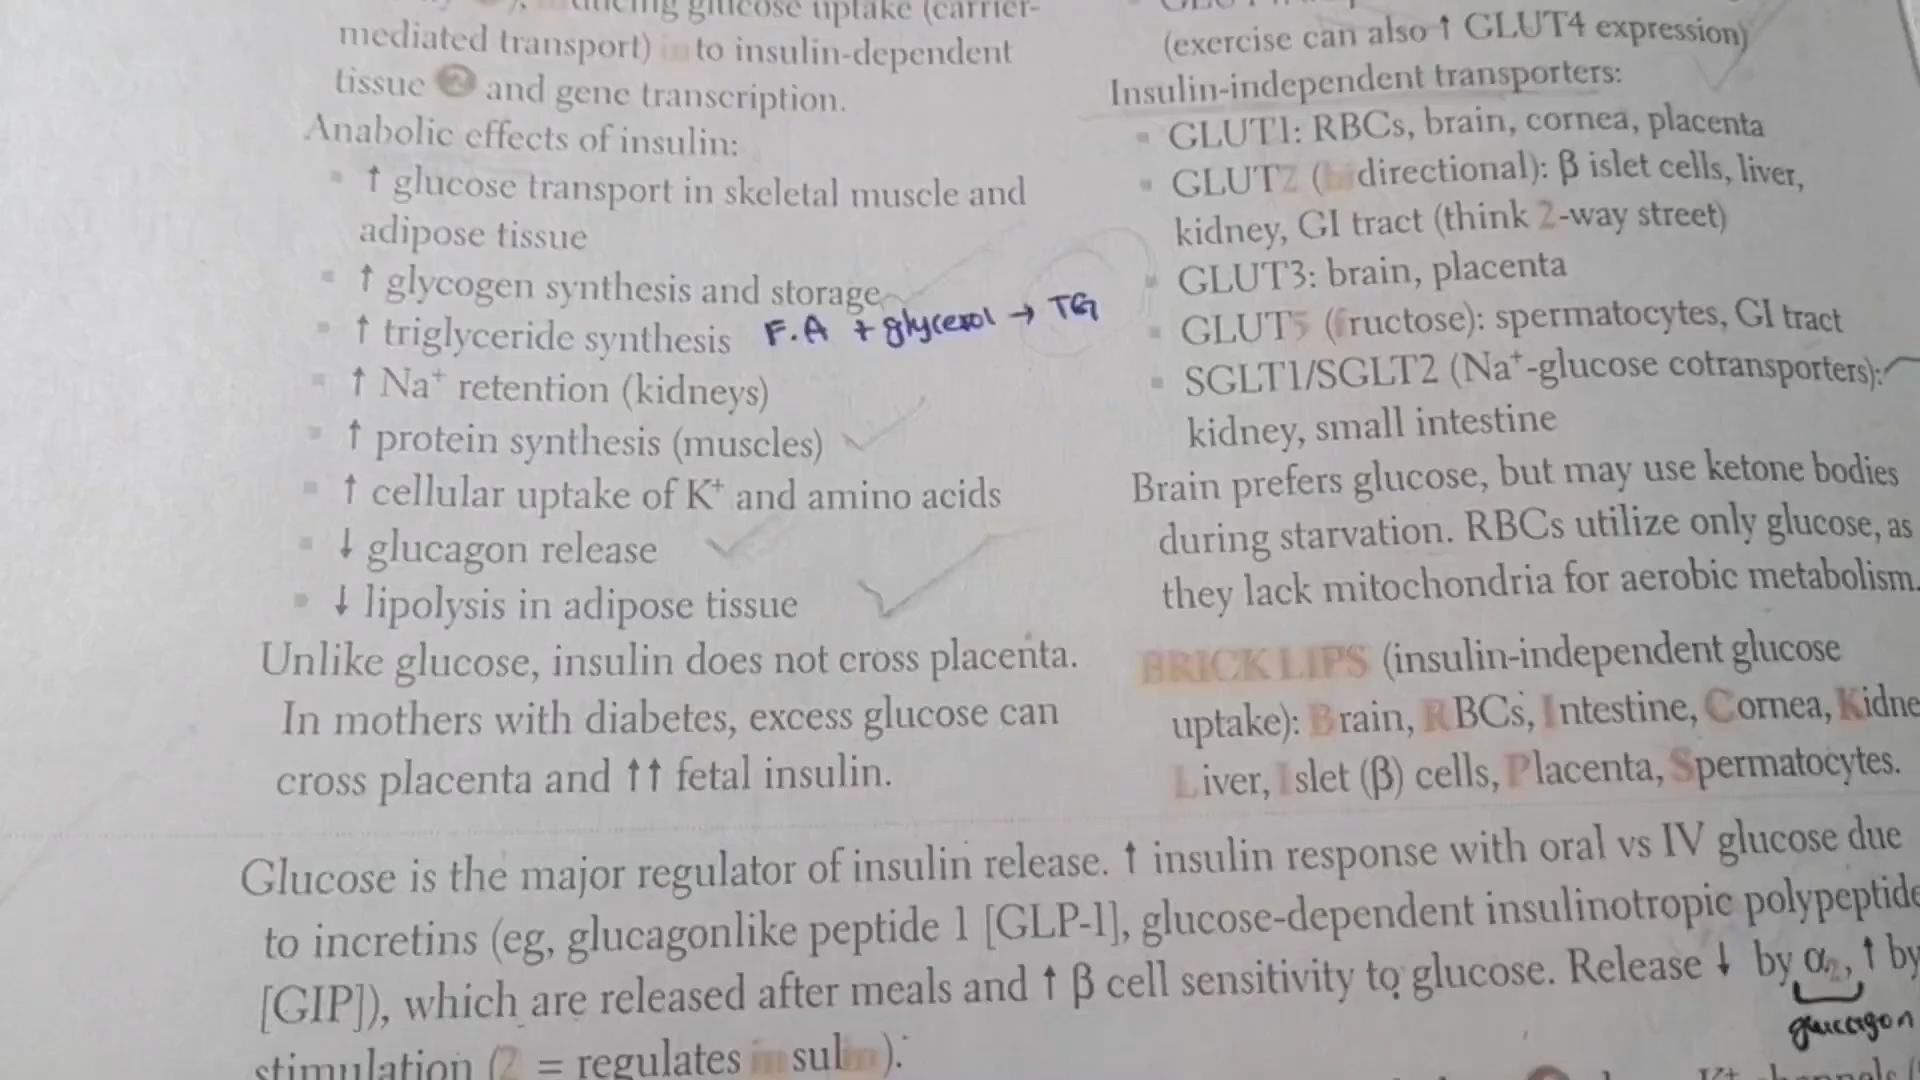 glucose uptake (carrier-
mediated transport) into insulin-dependent
tissue ② and gene transcription.
Anabolic effects of insulin:
▪ ↑ glucose transport in skeletal muscle and
adipose tissue
▪ ↑ glycogen synthesis and storage
▪ ↑ triglyceride synthesis F.A + glycerol → TG
▪ ↑ Na⁺ retention (kidneys)
▪ ↑ protein synthesis (muscles)
▪ ↑ cellular uptake of K⁺ and amino acids
▪ ↓ glucagon release
▪ ↓ lipolysis in adipose tissue
Unlike glucose, insulin does not cross placenta.
In mothers with diabetes, excess glucose can
cross placenta and ↑↑ fetal insulin.
(exercise can also ↑ GLUT4 expression)
Insulin-independent transporters:
▪ GLUT1: RBCs, brain, cornea, placenta
▪ GLUT2 (bidirectional): β islet cells, liver,
kidney, GI tract (think 2-way street)
▪ GLUT3: brain, placenta
▪ GLUT5 (fructose): spermatocytes, GI tract
▪ SGLT1/SGLT2 (Na⁺-glucose cotransporters):
kidney, small intestine
Brain prefers glucose, but may use ketone bodies
during starvation. RBCs utilize only glucose, as
they lack mitochondria for aerobic metabolism.
BRICK LIPS (insulin-independent glucose
uptake): Brain, RBCs, Intestine, Cornea, Kidne
Liver, Islet (β) cells, Placenta, Spermatocytes.
Glucose is the major regulator of insulin release. ↑ insulin response with oral vs IV glucose due
to incretins (eg, glucagonlike peptide 1 [GLP-1], glucose-dependent insulinotropic polypeptide
[GIP]), which are released after meals and ↑ β cell sensitivity to glucose. Release ↓ by α₂, ↑ by
glucagon
stimulation (2 = regulates insulin).
K⁺ channels